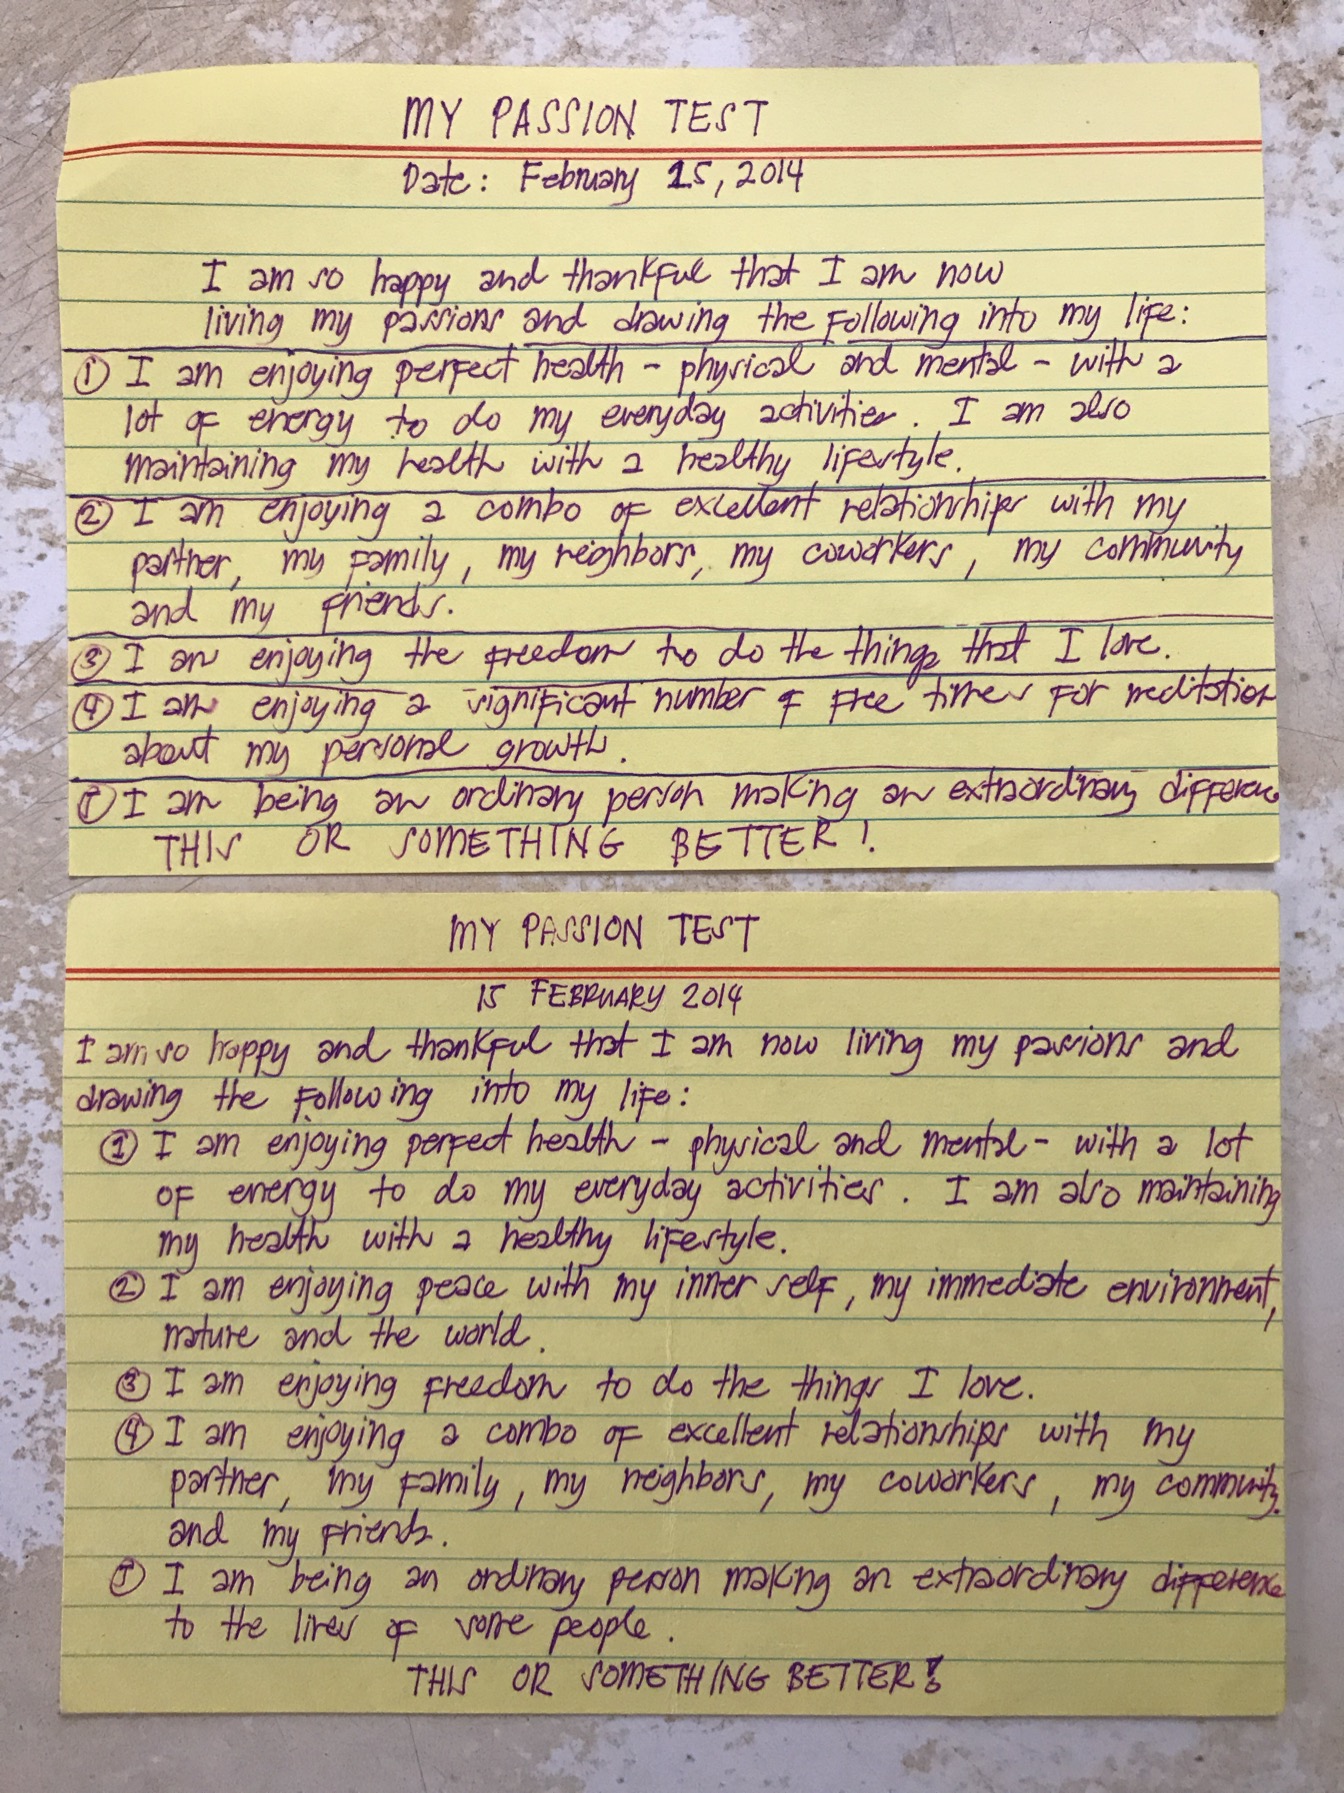 MY PASSION TEST
Date: February 15, 2014
I am so happy and thankful that I am now
living my passions and drawing the following into my life:
① I am enjoying perfect health - physical and mental - with a
lot of energy to do my everyday activities. I am also
maintaining my health with a healthy lifestyle.
② I am enjoying a combo of excellent relationships with my
partner, my family, my neighbors, my coworkers, my community
and my friends.
③ I am enjoying the freedom to do the things that I love.
④ I am enjoying a significant number of free times for meditation
about my personal growth.
⑤ I am being an ordinary person making an extraordinary difference
THIS OR SOMETHING BETTER!
MY PASSION TEST
15 FEBRUARY 2014
I am so happy and thankful that I am now living my passions and
drawing the following into my life:
① I am enjoying perfect health - physical and mental - with a lot
of energy to do my everyday activities. I am also maintaining
my health with a healthy lifestyle.
② I am enjoying peace with my inner self, my immediate environment,
nature and the world.
③ I am enjoying freedom to do the things I love.
④ I am enjoying a combo of excellent relationships with my
partner, my family, my neighbors, my coworkers, my community
and my friends.
⑤ I am being an ordinary person making an extraordinary difference
to the lives of some people.
THIS OR SOMETHING BETTER!